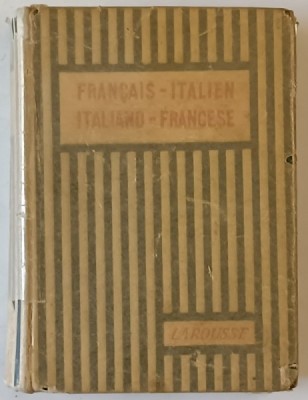 FRANÇAIS - ITALIEN
ITALIANO - FRANCESE
LAROUSSE